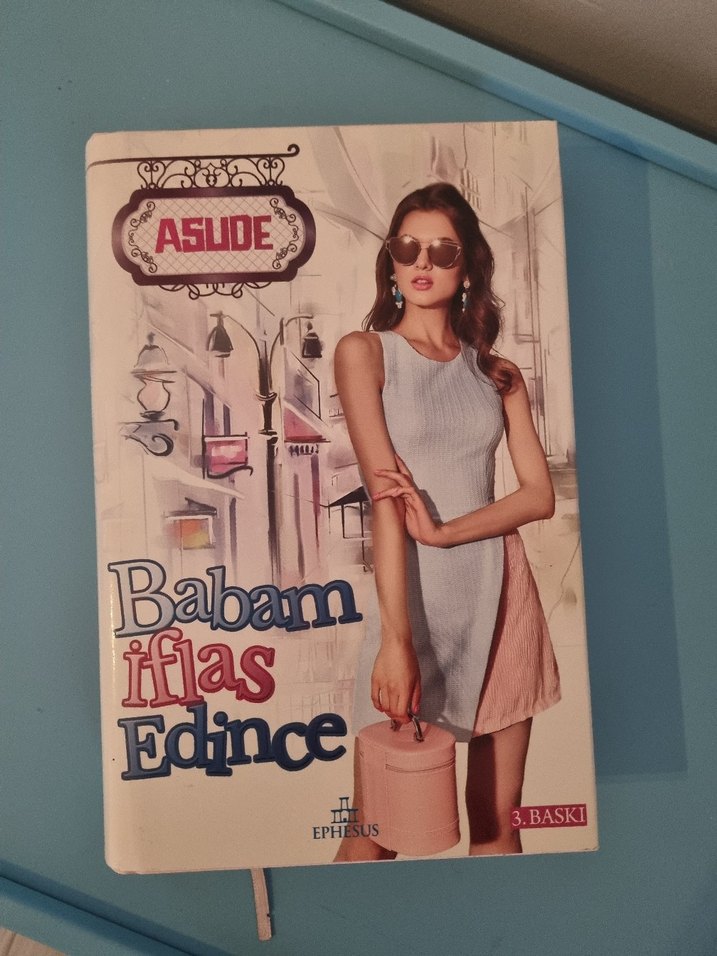 ASUDE
Babam
iflas
Edince
EPHESUS
3. BASKI